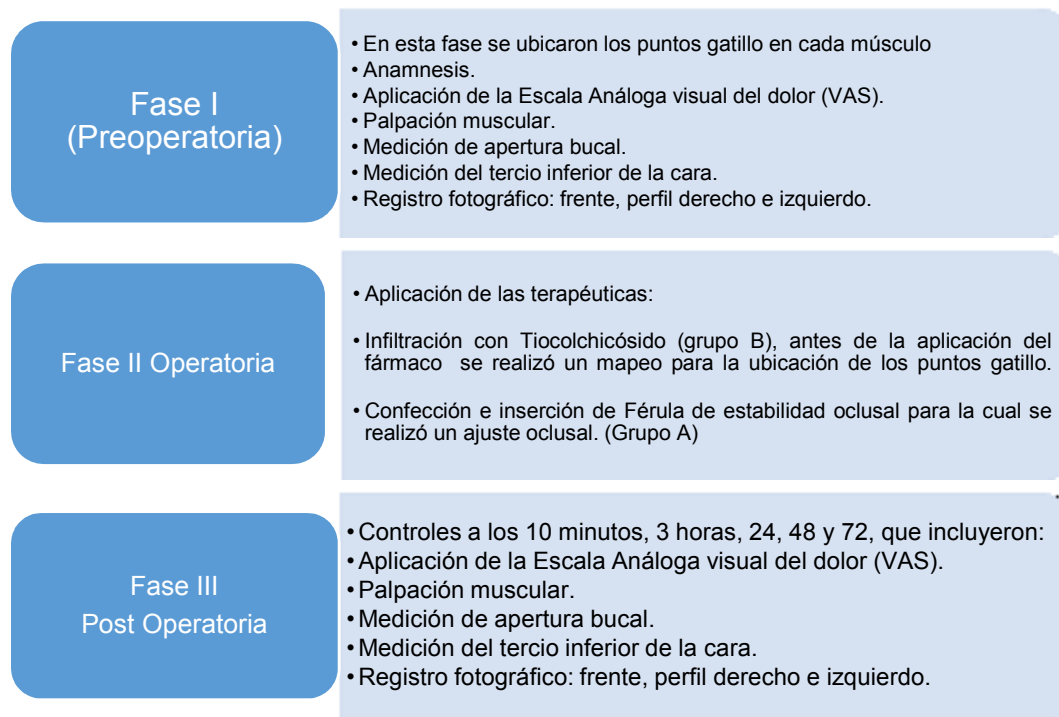 Fase I
(Preoperatoria)
• En esta fase se ubicaron los puntos gatillo en cada músculo
• Anamnesis.
• Aplicación de la Escala Análoga visual del dolor (VAS).
• Palpación muscular.
• Medición de apertura bucal.
• Medición del tercio inferior de la cara.
• Registro fotográfico: frente, perfil derecho e izquierdo.
Fase II Operatoria
• Aplicación de las terapéuticas:
• Infiltración con Tiocolchicósido (grupo B), antes de la aplicación del
fármaco se realizó un mapeo para la ubicación de los puntos gatillo.
• Confección e inserción de Férula de estabilidad oclusal para la cual se
realizó un ajuste oclusal. (Grupo A)
Fase III
Post Operatoria
• Controles a los 10 minutos, 3 horas, 24, 48 y 72, que incluyeron:
• Aplicación de la Escala Análoga visual del dolor (VAS).
• Palpación muscular.
• Medición de apertura bucal.
• Medición del tercio inferior de la cara.
• Registro fotográfico: frente, perfil derecho e izquierdo.